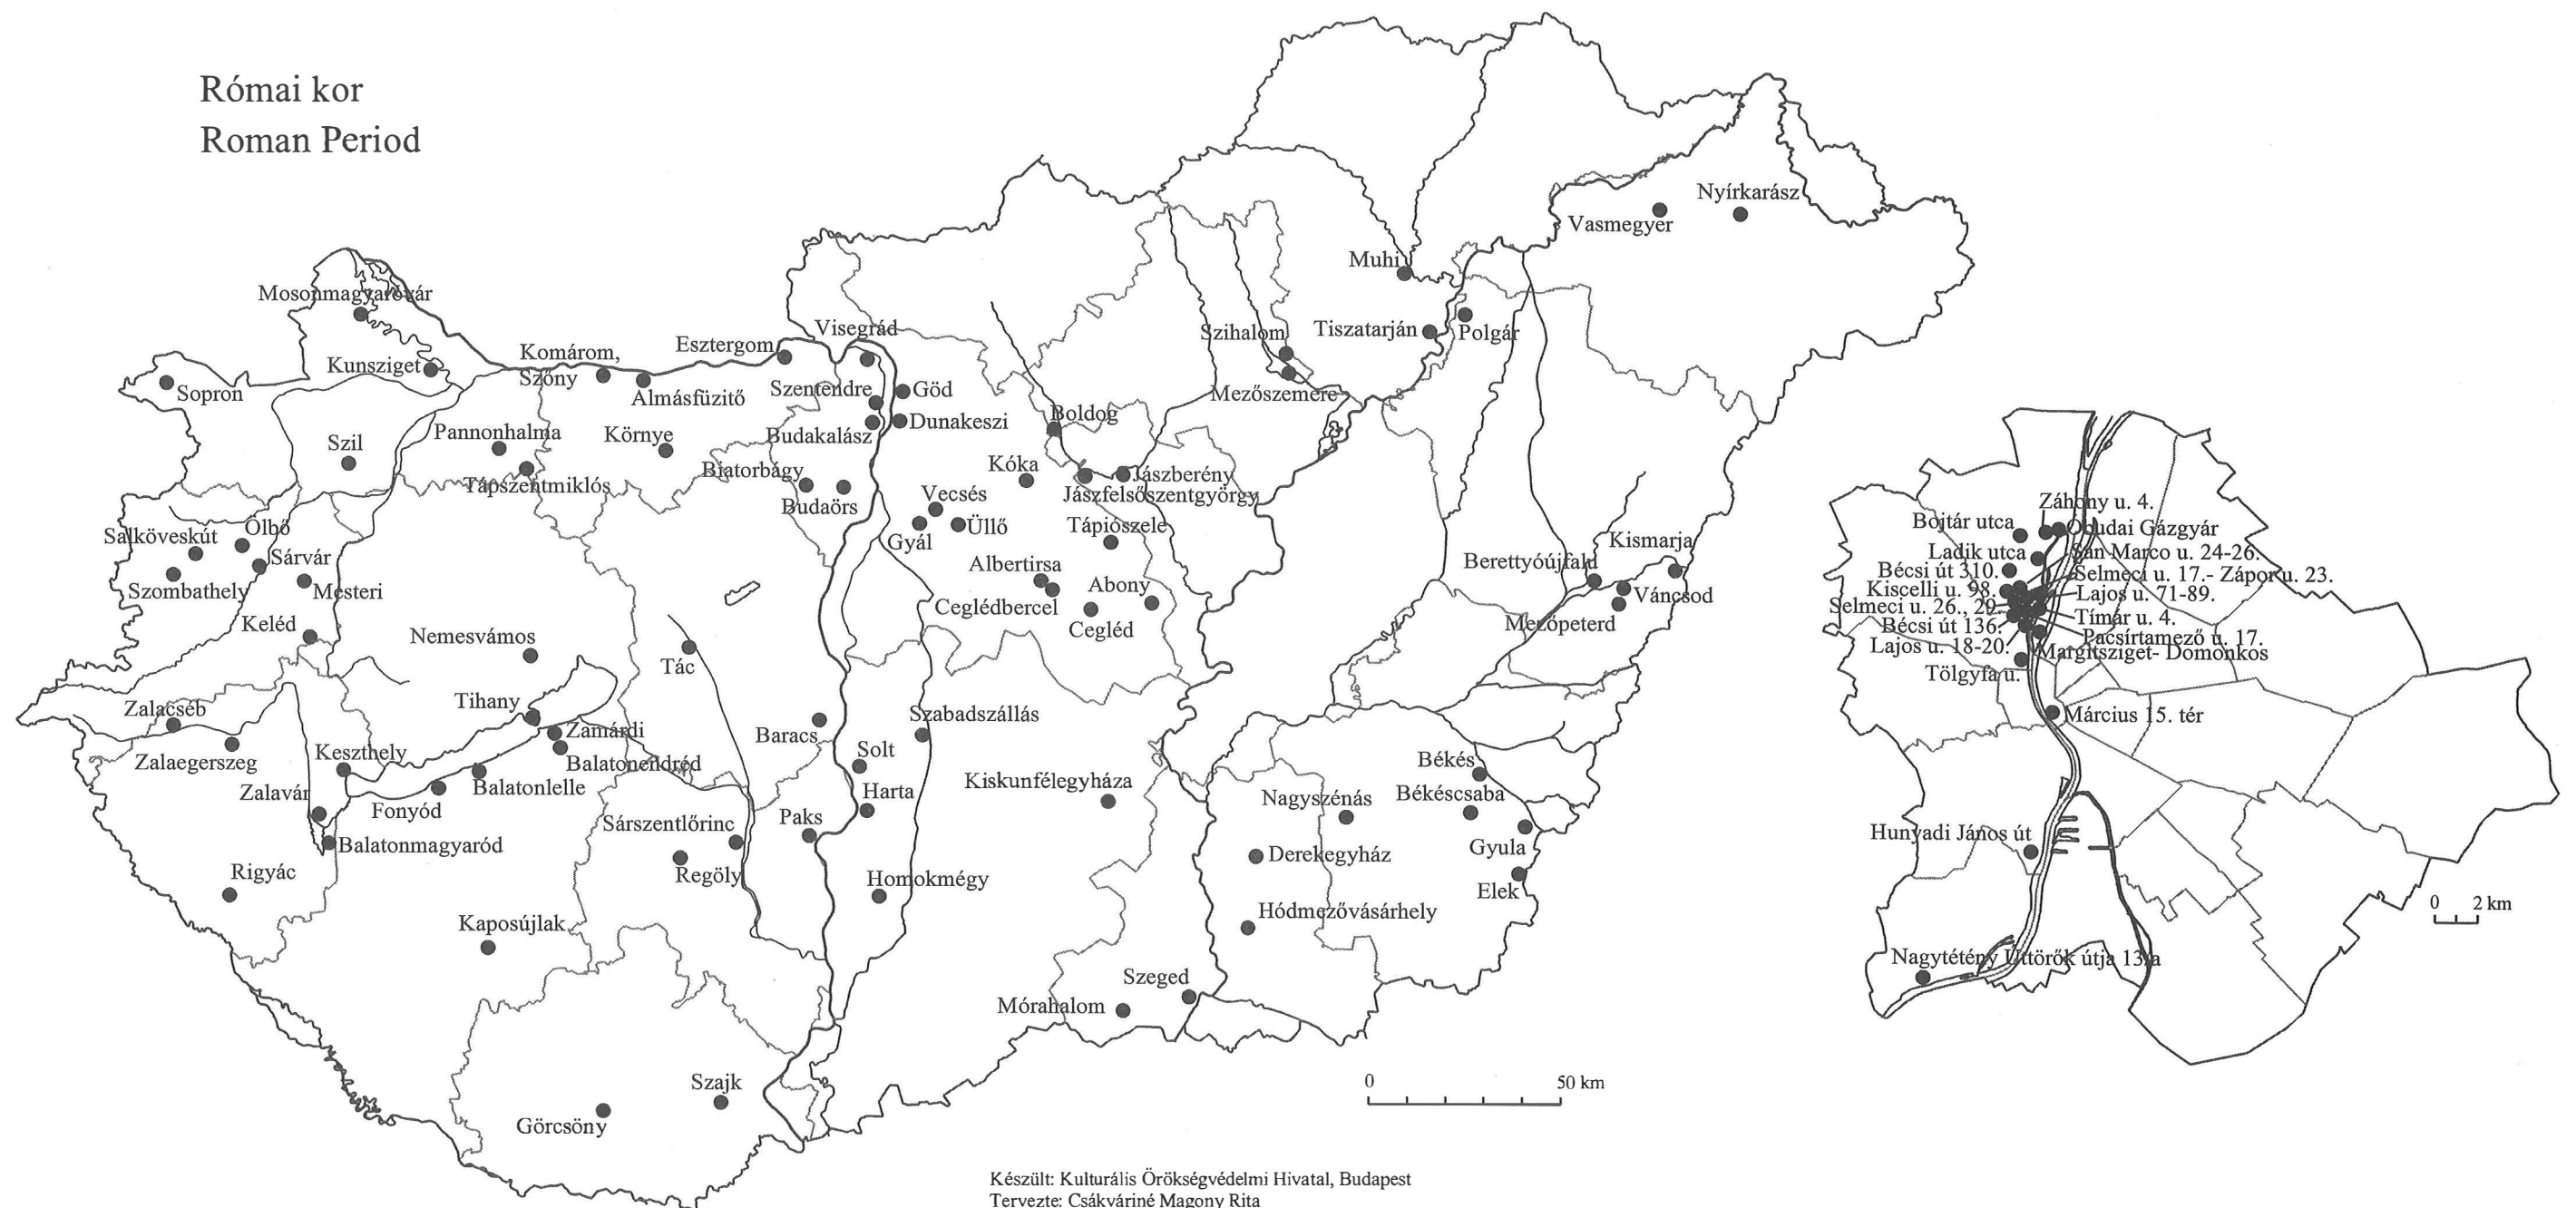 Római kor
Roman Period
Nyírkarász
Vasmegyer
Muhi
Mosonmagyaróvár
Visegrád
Szihalom
Tiszatarján
Polgár
Esztergom
Komárom,
Szőny
Kunsziget
Sopron
Almásfüzitő
Szentendre
Göd
Mezőszemere
Boldog
Dunakeszi
Szil
Pannonhalma
Környe
Budakalász
Kóka
Biatorbágy
Jászberény
Tápszentmiklós
Jászfelsőszentgyörgy
Vecsés
Budaörs
Üllő
Tápiószele
Ölbő
Salköveskút
Gyál
Kismarja
Sárvár
Albertirsa
Berettyóújfalu
Abony
Szombathely
Mesteri
Váncsod
Ceglédbercel
Keléd
Cegléd
Mezőpeterd
Nemesvámos
Tác
Tihany
Zalacséb
Szabadszállás
Zamárdi
Baracs
Solt
Keszthely
Zalaegerszeg
Balatonendréd
Békés
Kiskunfélegyháza
Balatonlelle
Zalavár
Harta
Békéscsaba
Nagyszénás
Fonyód
Sárszentlőrinc
Paks
Balatonmagyaród
Gyula
Derekegyház
Rigyác
Regöly
Homokmégy
Elek
Hódmezővásárhely
Kaposújlak
Szeged
Mórahalom
Szajk
Görcsöny
0 50 km
Záhony u. 4.
Bojtár utca
Óbudai Gázgyár
Ladik utca
San Marco u. 24-26.
Bécsi út 310.
Selmeci u. 17.- Zápor u. 23.
Kiscelli u. 98.
Lajos u. 71-89.
Selmeci u. 26., 29.
Tímár u. 4.
Bécsi út 136.
Pacsírtamező u. 17.
Lajos u. 18-20.
Margitsziget- Domonkos
Tölgyfa u.
Március 15. tér
Hunyadi János út
0 2 km
Nagytétény Úttörők útja 13/a
Készült: Kulturális Örökségvédelmi Hivatal, Budapest
Tervezte: Csákváriné Magony Rita